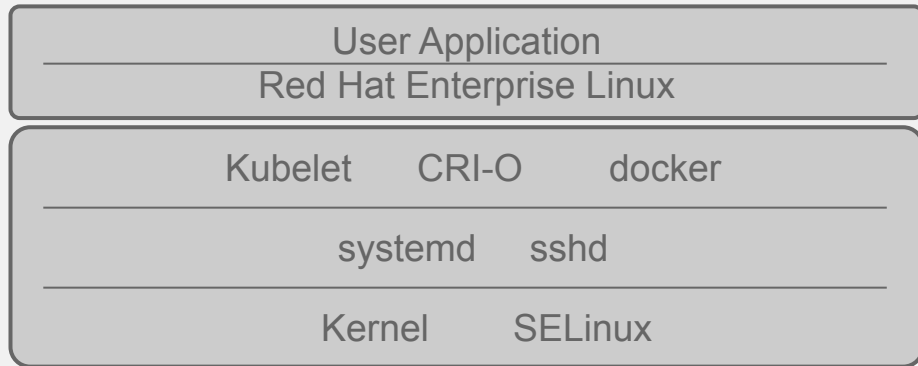 User Application
Red Hat Enterprise Linux
Kubelet CRI-O docker
systemd sshd
Kernel SELinux